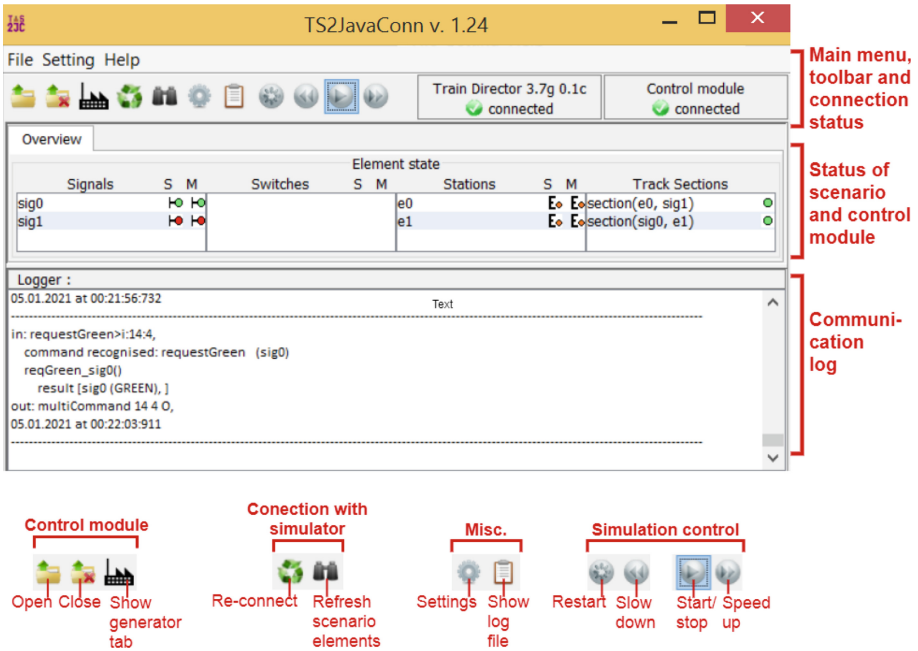 TS2JavaConn v. 1.24
File Setting Help
Train Director 3.7g 0.1c
connected
Control module
connected
Main menu,
toolbar and
connection
status
Overview
Element state
Signals S M Switches S M Stations S M Track Sections
sig0 e0 section(e0, sig1)
sig1 e1 section(sig0, e1)
Status of
scenario
and control
module
Logger :
05.01.2021 at 00:21:56:732
Text
in: requestGreen>i:14:4,
command recognised: requestGreen (sig0)
reqGreen_sig0()
result [sig0 (GREEN), ]
out: multiCommand 14 4 O,
05.01.2021 at 00:22:03:911
Communi-
cation
log
Control module
Open Close Show
generator
tab
Conection with
simulator
Re-connect Refresh
scenario
elements
Misc.
Settings Show
log
file
Simulation control
Restart Slow
down
Start/
stop
Speed
up